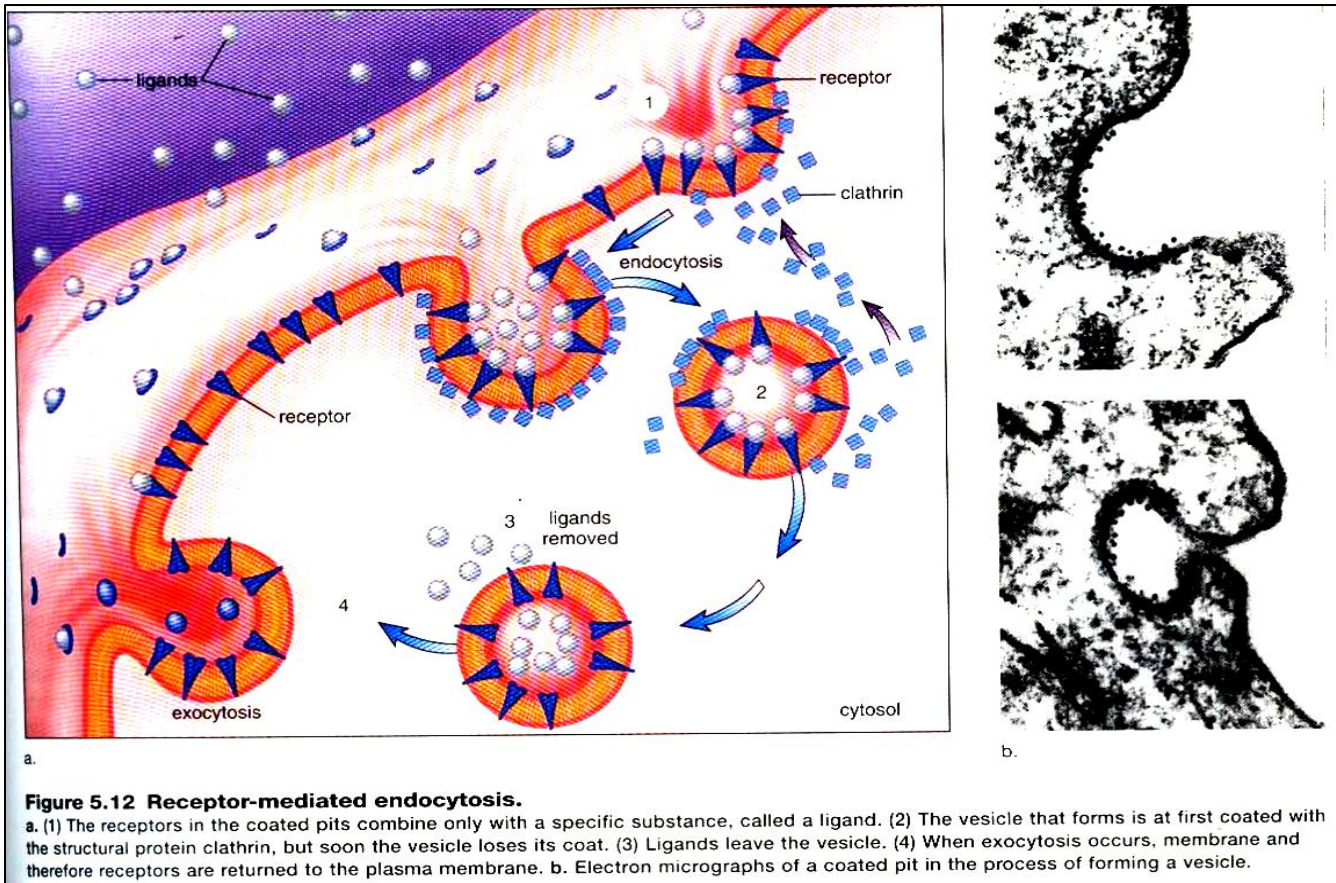 ligands
1
receptor
clathrin
endocytosis
2
receptor
3 ligands
removed
4
exocytosis
cytosol
a.
b.
Figure 5.12 Receptor-mediated endocytosis.
a. (1) The receptors in the coated pits combine only with a specific substance, called a ligand. (2) The vesicle that forms is at first coated with
the structural protein clathrin, but soon the vesicle loses its coat. (3) Ligands leave the vesicle. (4) When exocytosis occurs, membrane and
therefore receptors are returned to the plasma membrane. b. Electron micrographs of a coated pit in the process of forming a vesicle.